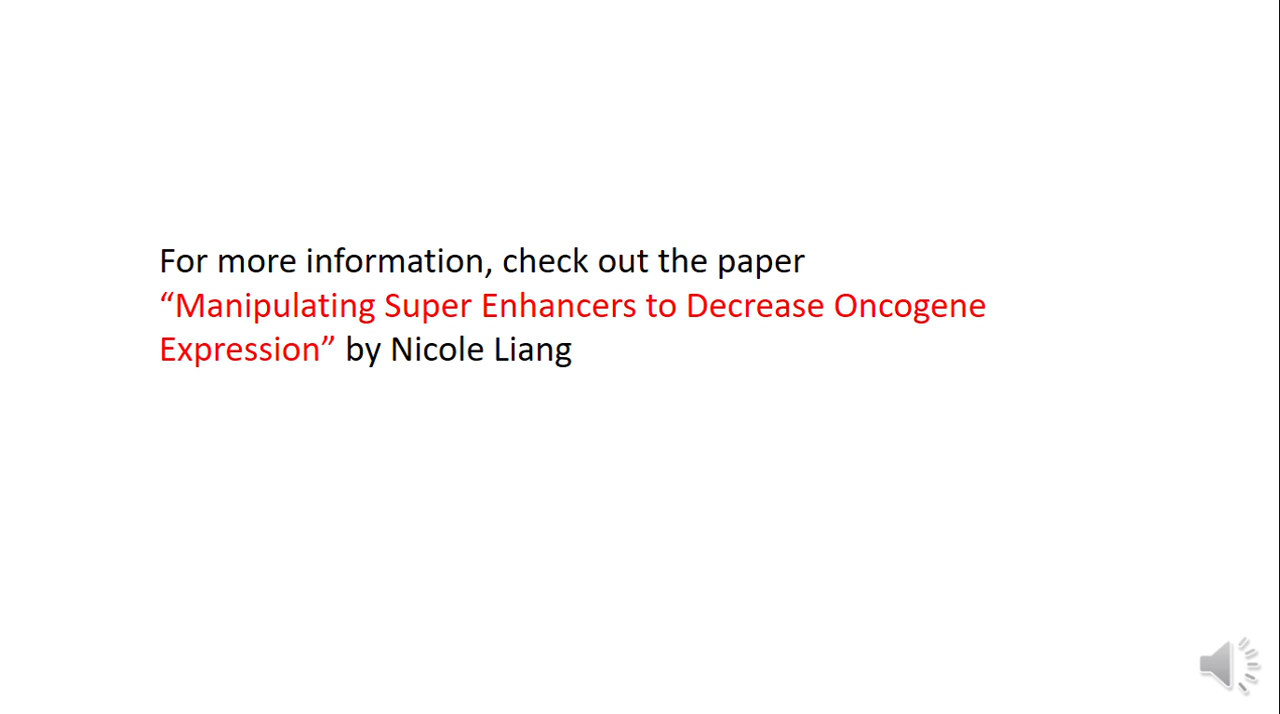 For more information, check out the paper
“Manipulating Super Enhancers to Decrease Oncogene
Expression” by Nicole Liang